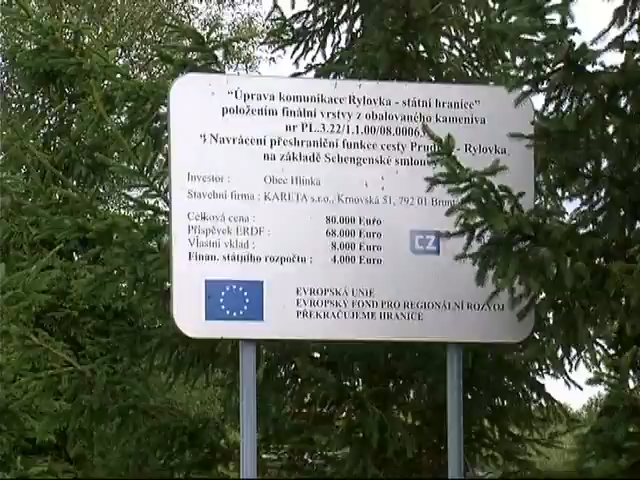 “Úprava komunikace Rylovka - státní hranice”
položením finální vrstvy z obalovaného kameniva
nr PL.3.22/1.1.00/08.0006
Navrácení přeshraniční funkce cesty - Rylovka
na základě Schengenské
Investor : Obec Hlinka
Stavební firma : KARETA s.r.o., Krnovská 51, 792 01
Celková cena : 80.000 Euro
Příspěvek ERDF : 68.000 Euro
Vlastní vklad : 8.000 Euro
Finan. státního rozpočtu : 4.000 Euro
CZ
EVROPSKÁ UNIE
EVROPSKÝ FOND PRO REGIONÁLNÍ ROZVOJ
PŘEKRAČUJEME HRANICE